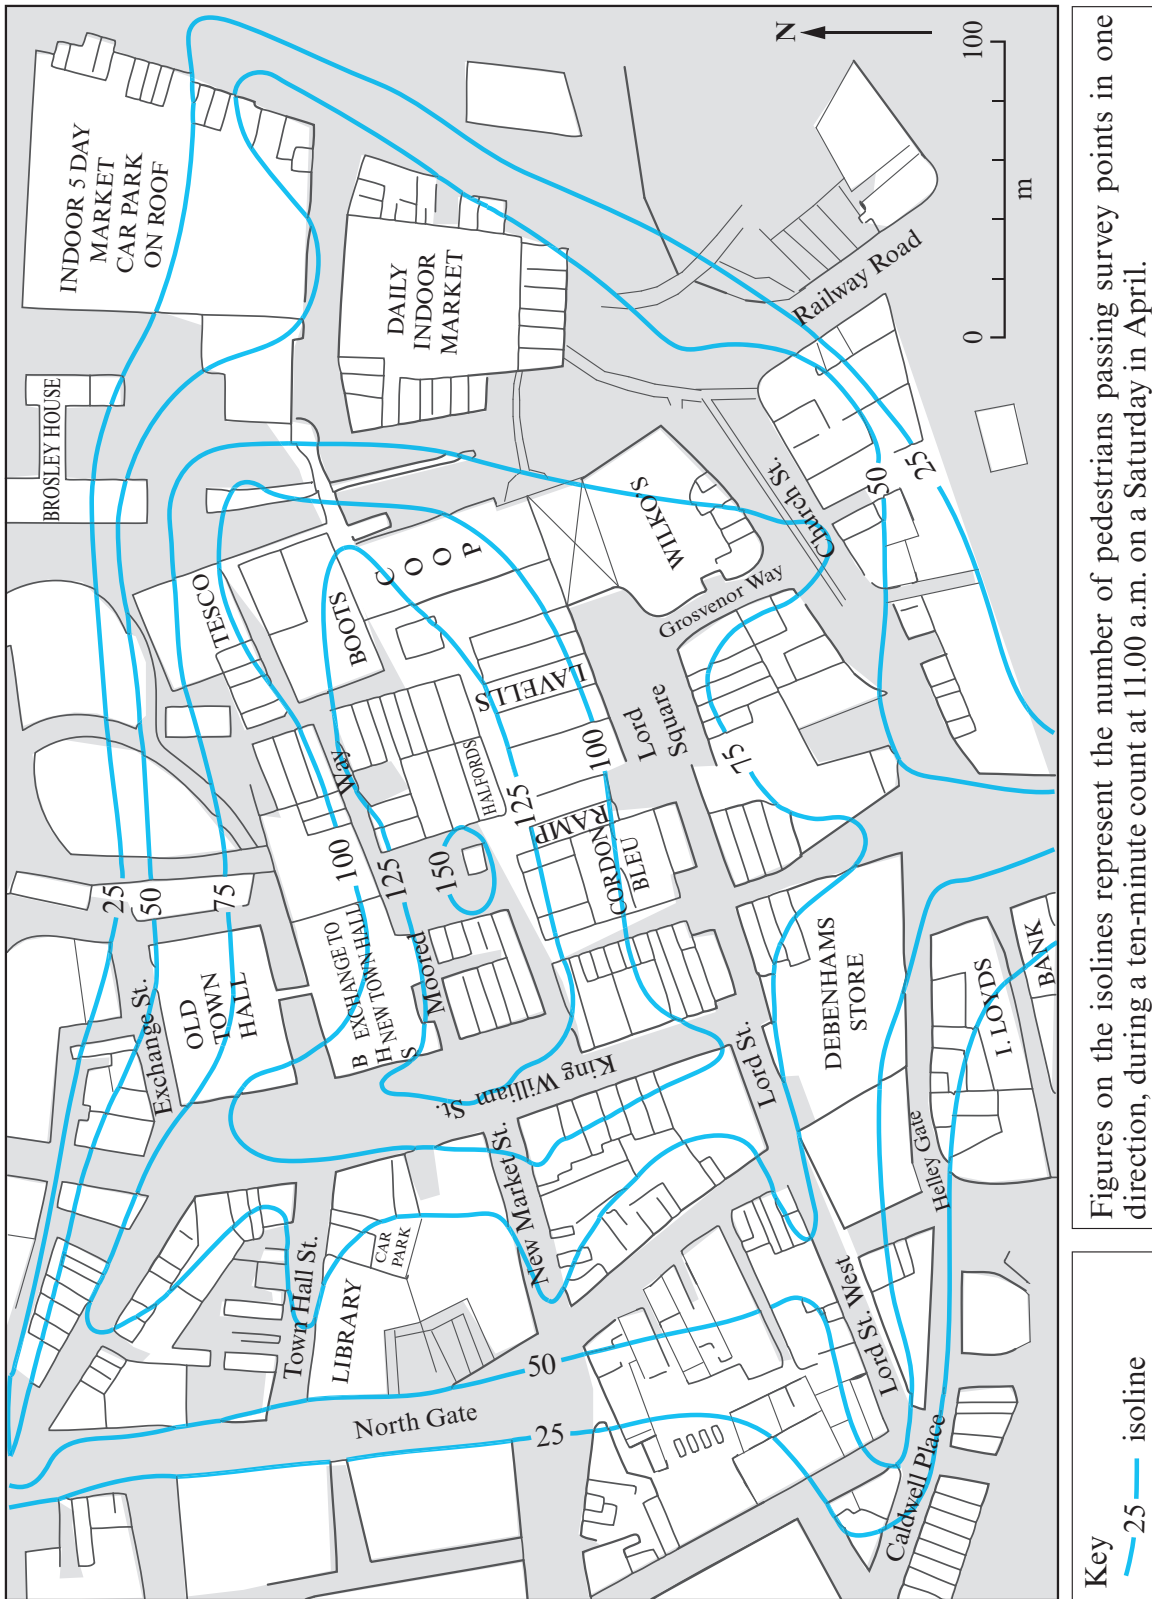 INDOOR 5 DAY
MARKET
CAR PARK
ON ROOF
BROSLEY HOUSE
DAILY
INDOOR
MARKET
N
100
0
m
Railway Road
TESCO
BOOTS
CO OP
WILKO'S
Church St.
Grosvenor Way
50
25
LAVELLS
HALFORDS
Way
Lord
Square
100
75
125
RAMP
CORDON
BLEU
25
50
75
100
125
150
Exchange St.
OLD
TOWN
HALL
EXCHANGE TO
EXCHANGE HALL
NEW TOWN HALL
B
H
S
Moored
King William St.
DEBENHAMS
STORE
I. LOYDS
BANK
Lord St.
New Market St.
Helley Gate
Town Hall St.
LIBRARY
CAR
PARK
North Gate
50
25
Lord St. West
Caldwell Place
Key
25 isoline
Figures on the isolines represent the number of pedestrians passing survey points in one
direction, during a ten-minute count at 11.00 a.m. on a Saturday in April.